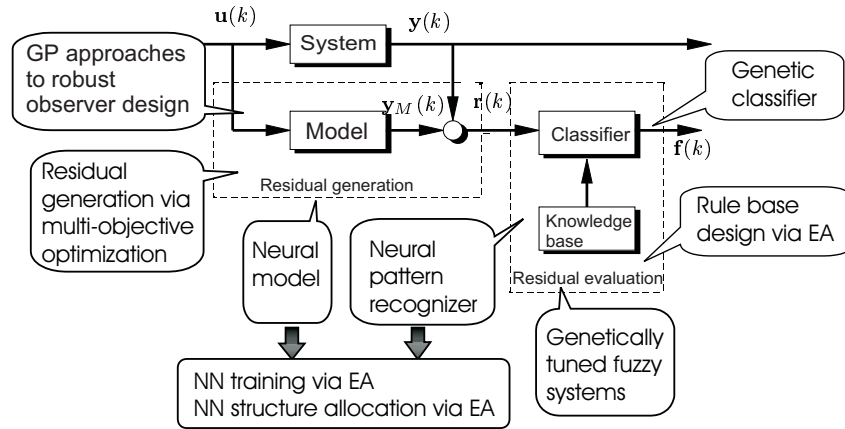 u(k)
System
y(k)
GP approaches
to robust
observer design
Genetic
classifier
Model
y_M(k)
r(k)
Classifier
f(k)
Residual
generation via
multi-objective
optimization
Residual generation
Knowledge
base
Rule base
design via EA
Neural
model
Neural
pattern
recognizer
Residual evaluation
Genetically
tuned fuzzy
systems
NN training via EA
NN structure allocation via EA